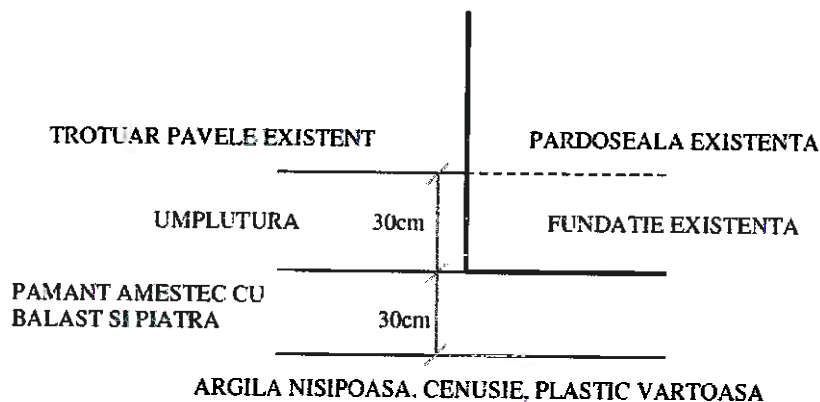 TROTUAR PAVELE EXISTENT
PARDOSEALA EXISTENTA
UMPLUTURA
30cm
FUNDATIE EXISTENTA
PAMANT AMESTEC CU
BALAST SI PIATRA
30cm
ARGILA NISIPOASA. CENUSIE, PLASTIC VARTOASA